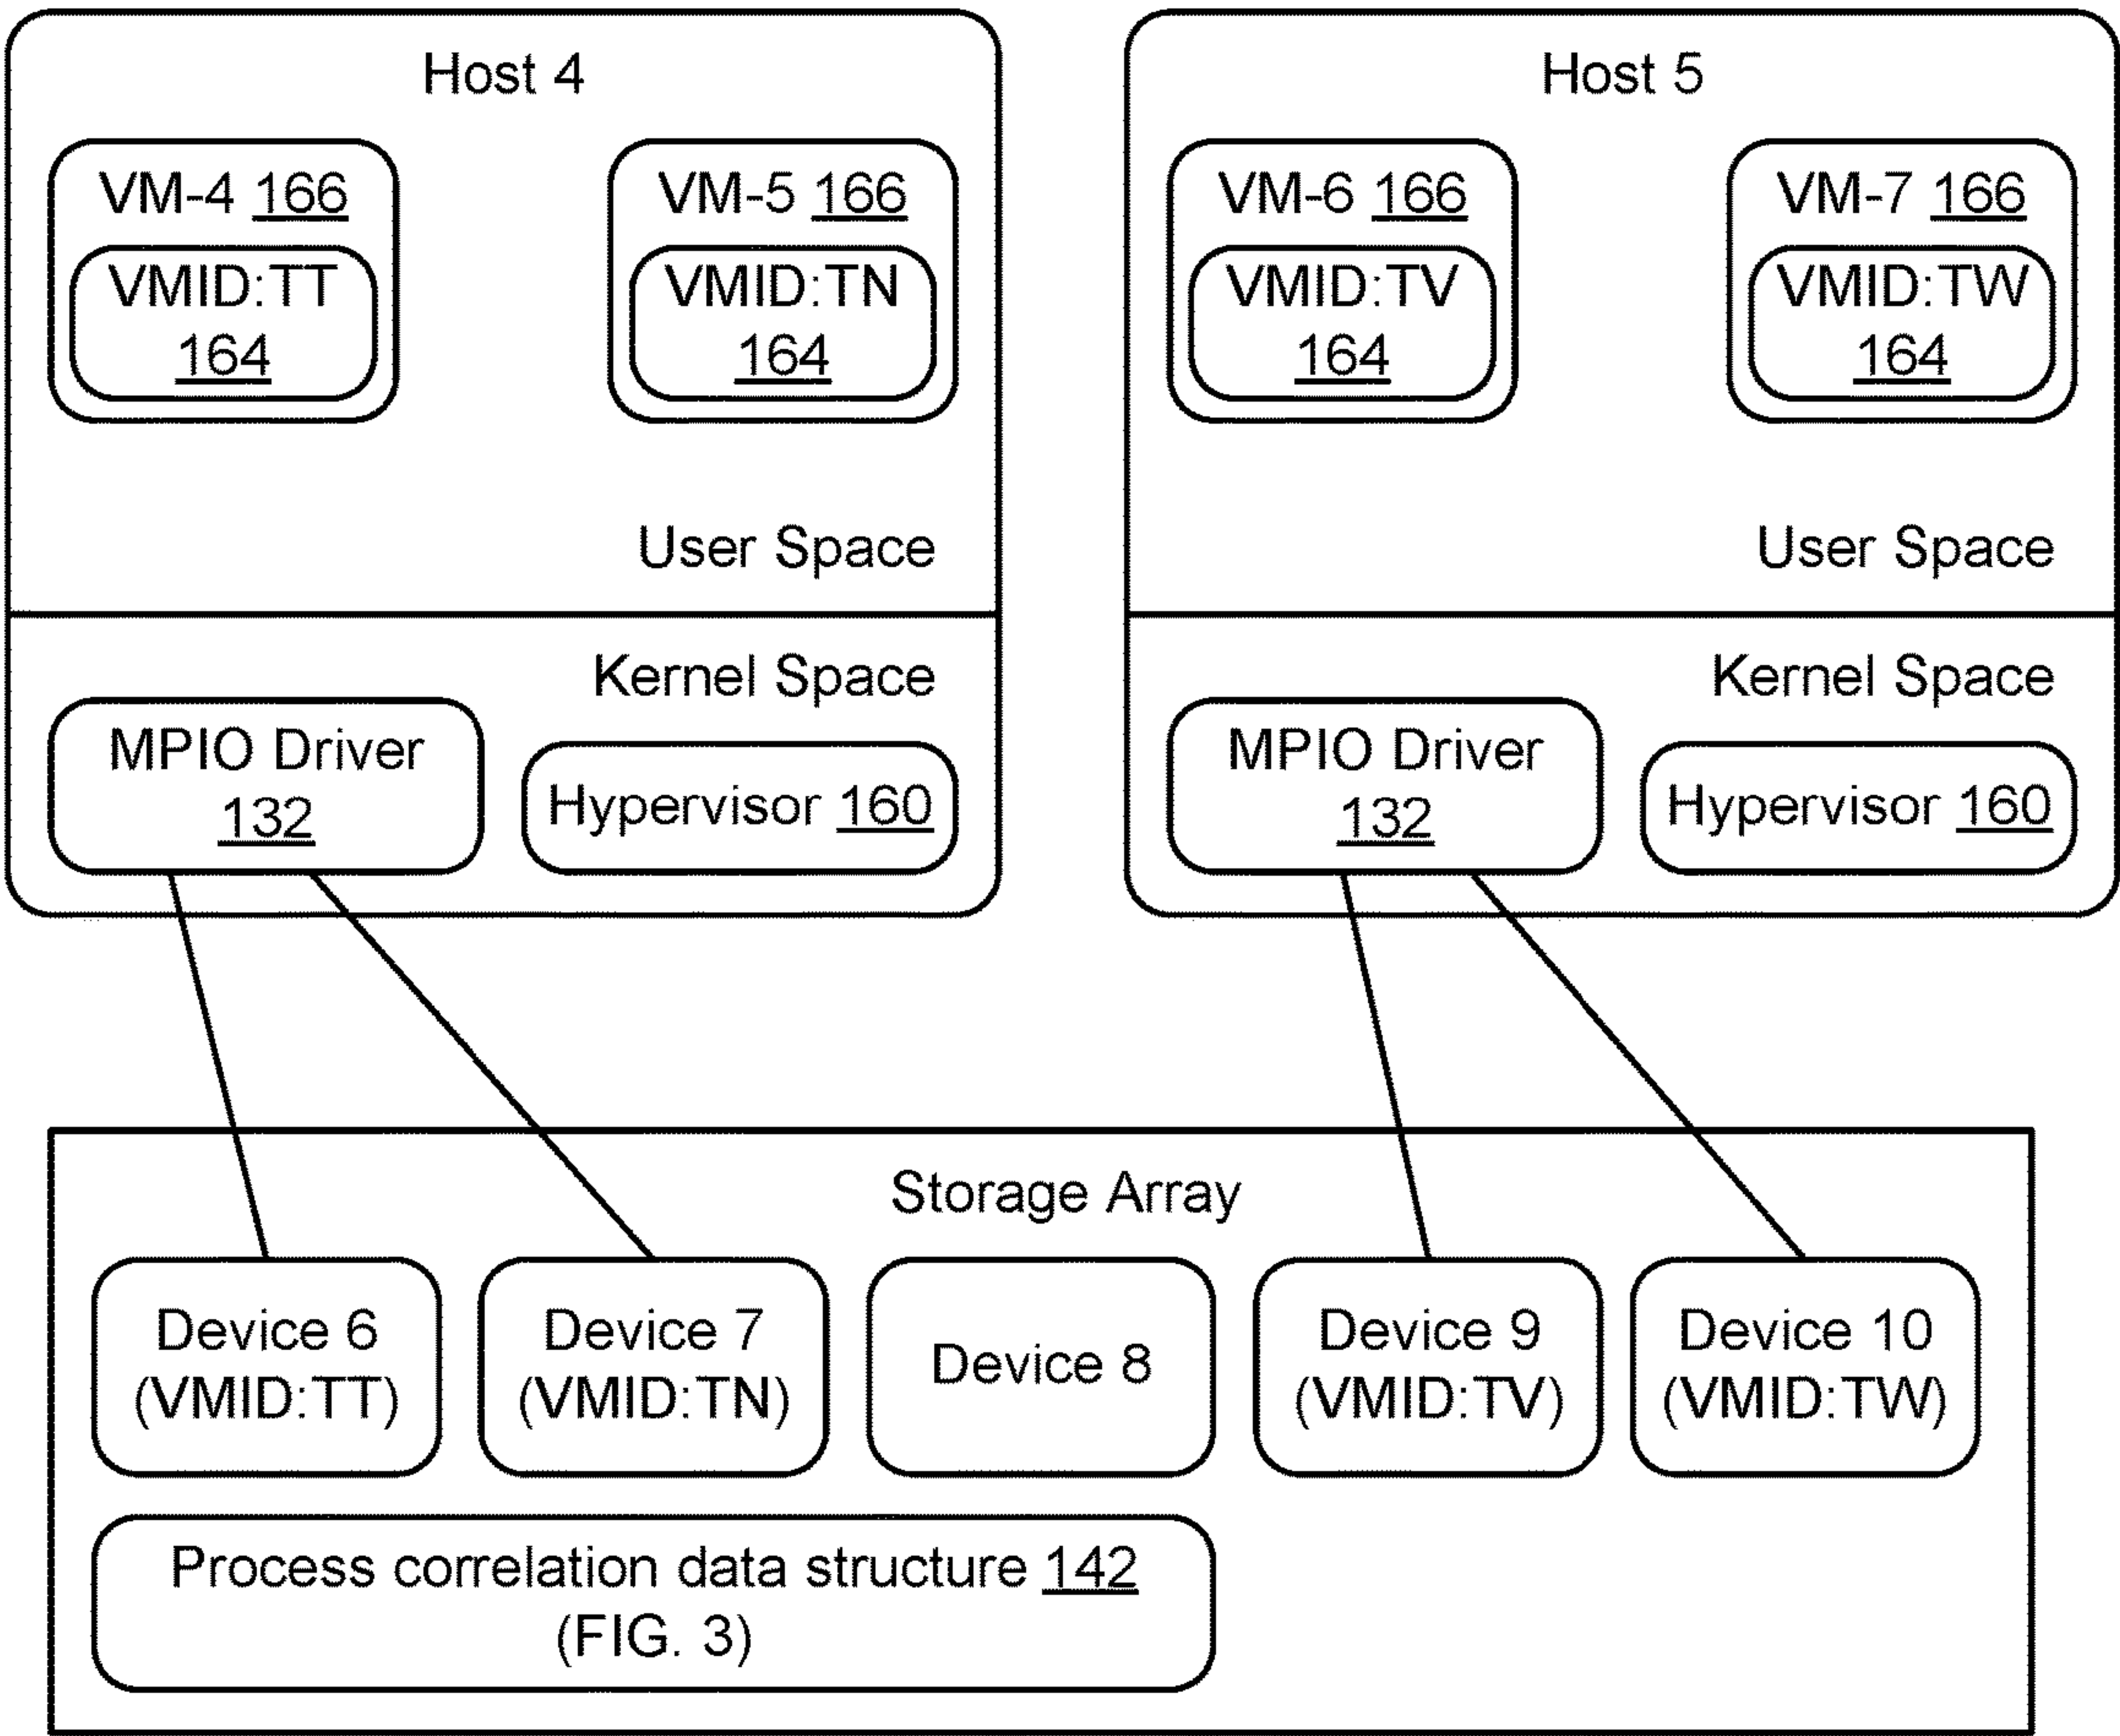 Host 4
VM-4 166
VMID:TT
164
VM-5 166
VMID:TN
164
User Space
Kernel Space
MPIO Driver
132
Hypervisor 160
Host 5
VM-6 166
VMID:TV
164
VM-7 166
VMID:TW
164
User Space
Kernel Space
MPIO Driver
132
Hypervisor 160
Storage Array
Device 6
(VMID:TT)
Device 7
(VMID:TN)
Device 8
Device 9
(VMID:TV)
Device 10
(VMID:TW)
Process correlation data structure 142
(FIG. 3)